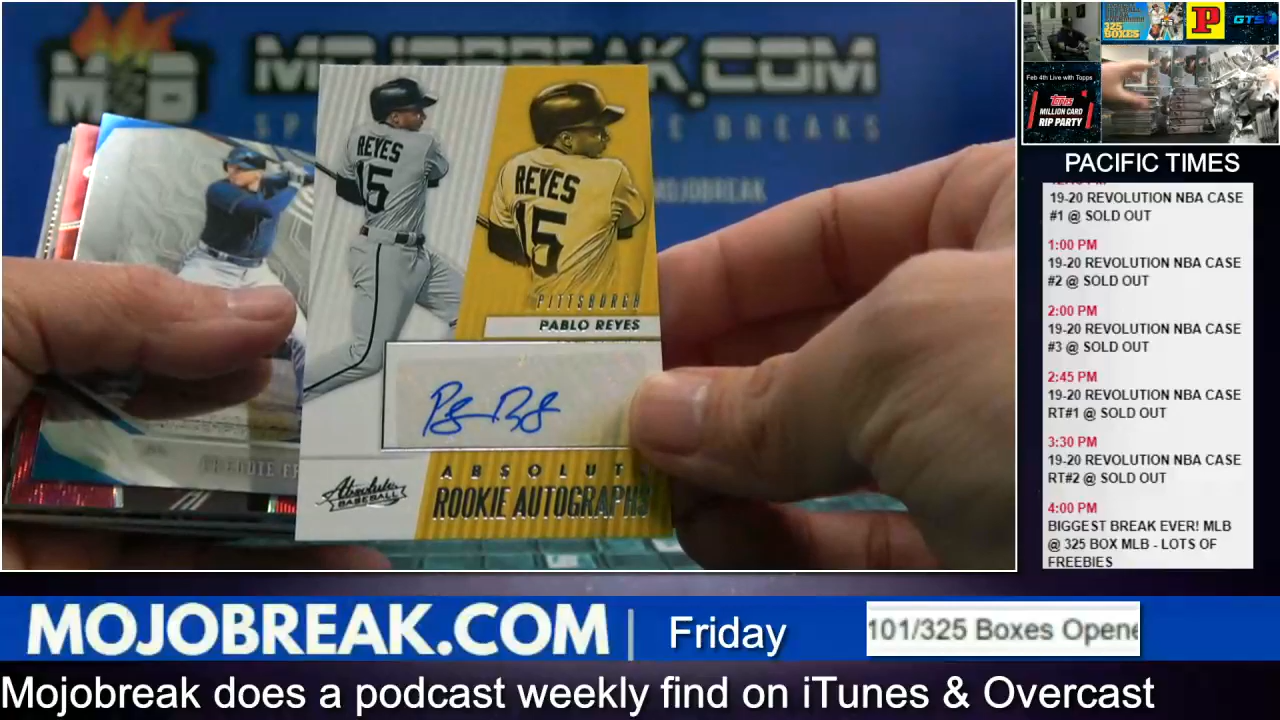 MOJOBREAK.COM
REYES
15
REYES
15
PITTSBURGH
PABLO REYES
ABSOLUTE
ROOKIE AUTOGRAPHS
Absolute
BASEBALL
325
BOXES
P
GTS
Feb 4th Live with Topps
Topps
MILLION CARD
RIP PARTY
PACIFIC TIMES
19-20 REVOLUTION NBA CASE
#1 @ SOLD OUT
1:00 PM
19-20 REVOLUTION NBA CASE
#2 @ SOLD OUT
2:00 PM
19-20 REVOLUTION NBA CASE
#3 @ SOLD OUT
2:45 PM
19-20 REVOLUTION NBA CASE
RT#1 @ SOLD OUT
3:30 PM
19-20 REVOLUTION NBA CASE
RT#2 @ SOLD OUT
4:00 PM
BIGGEST BREAK EVER! MLB
@ 325 BOX MLB - LOTS OF
FREEBIES
MOJOBREAK.COM
Friday
101/325 Boxes Opene
Mojobreak does a podcast weekly find on iTunes & Overcast